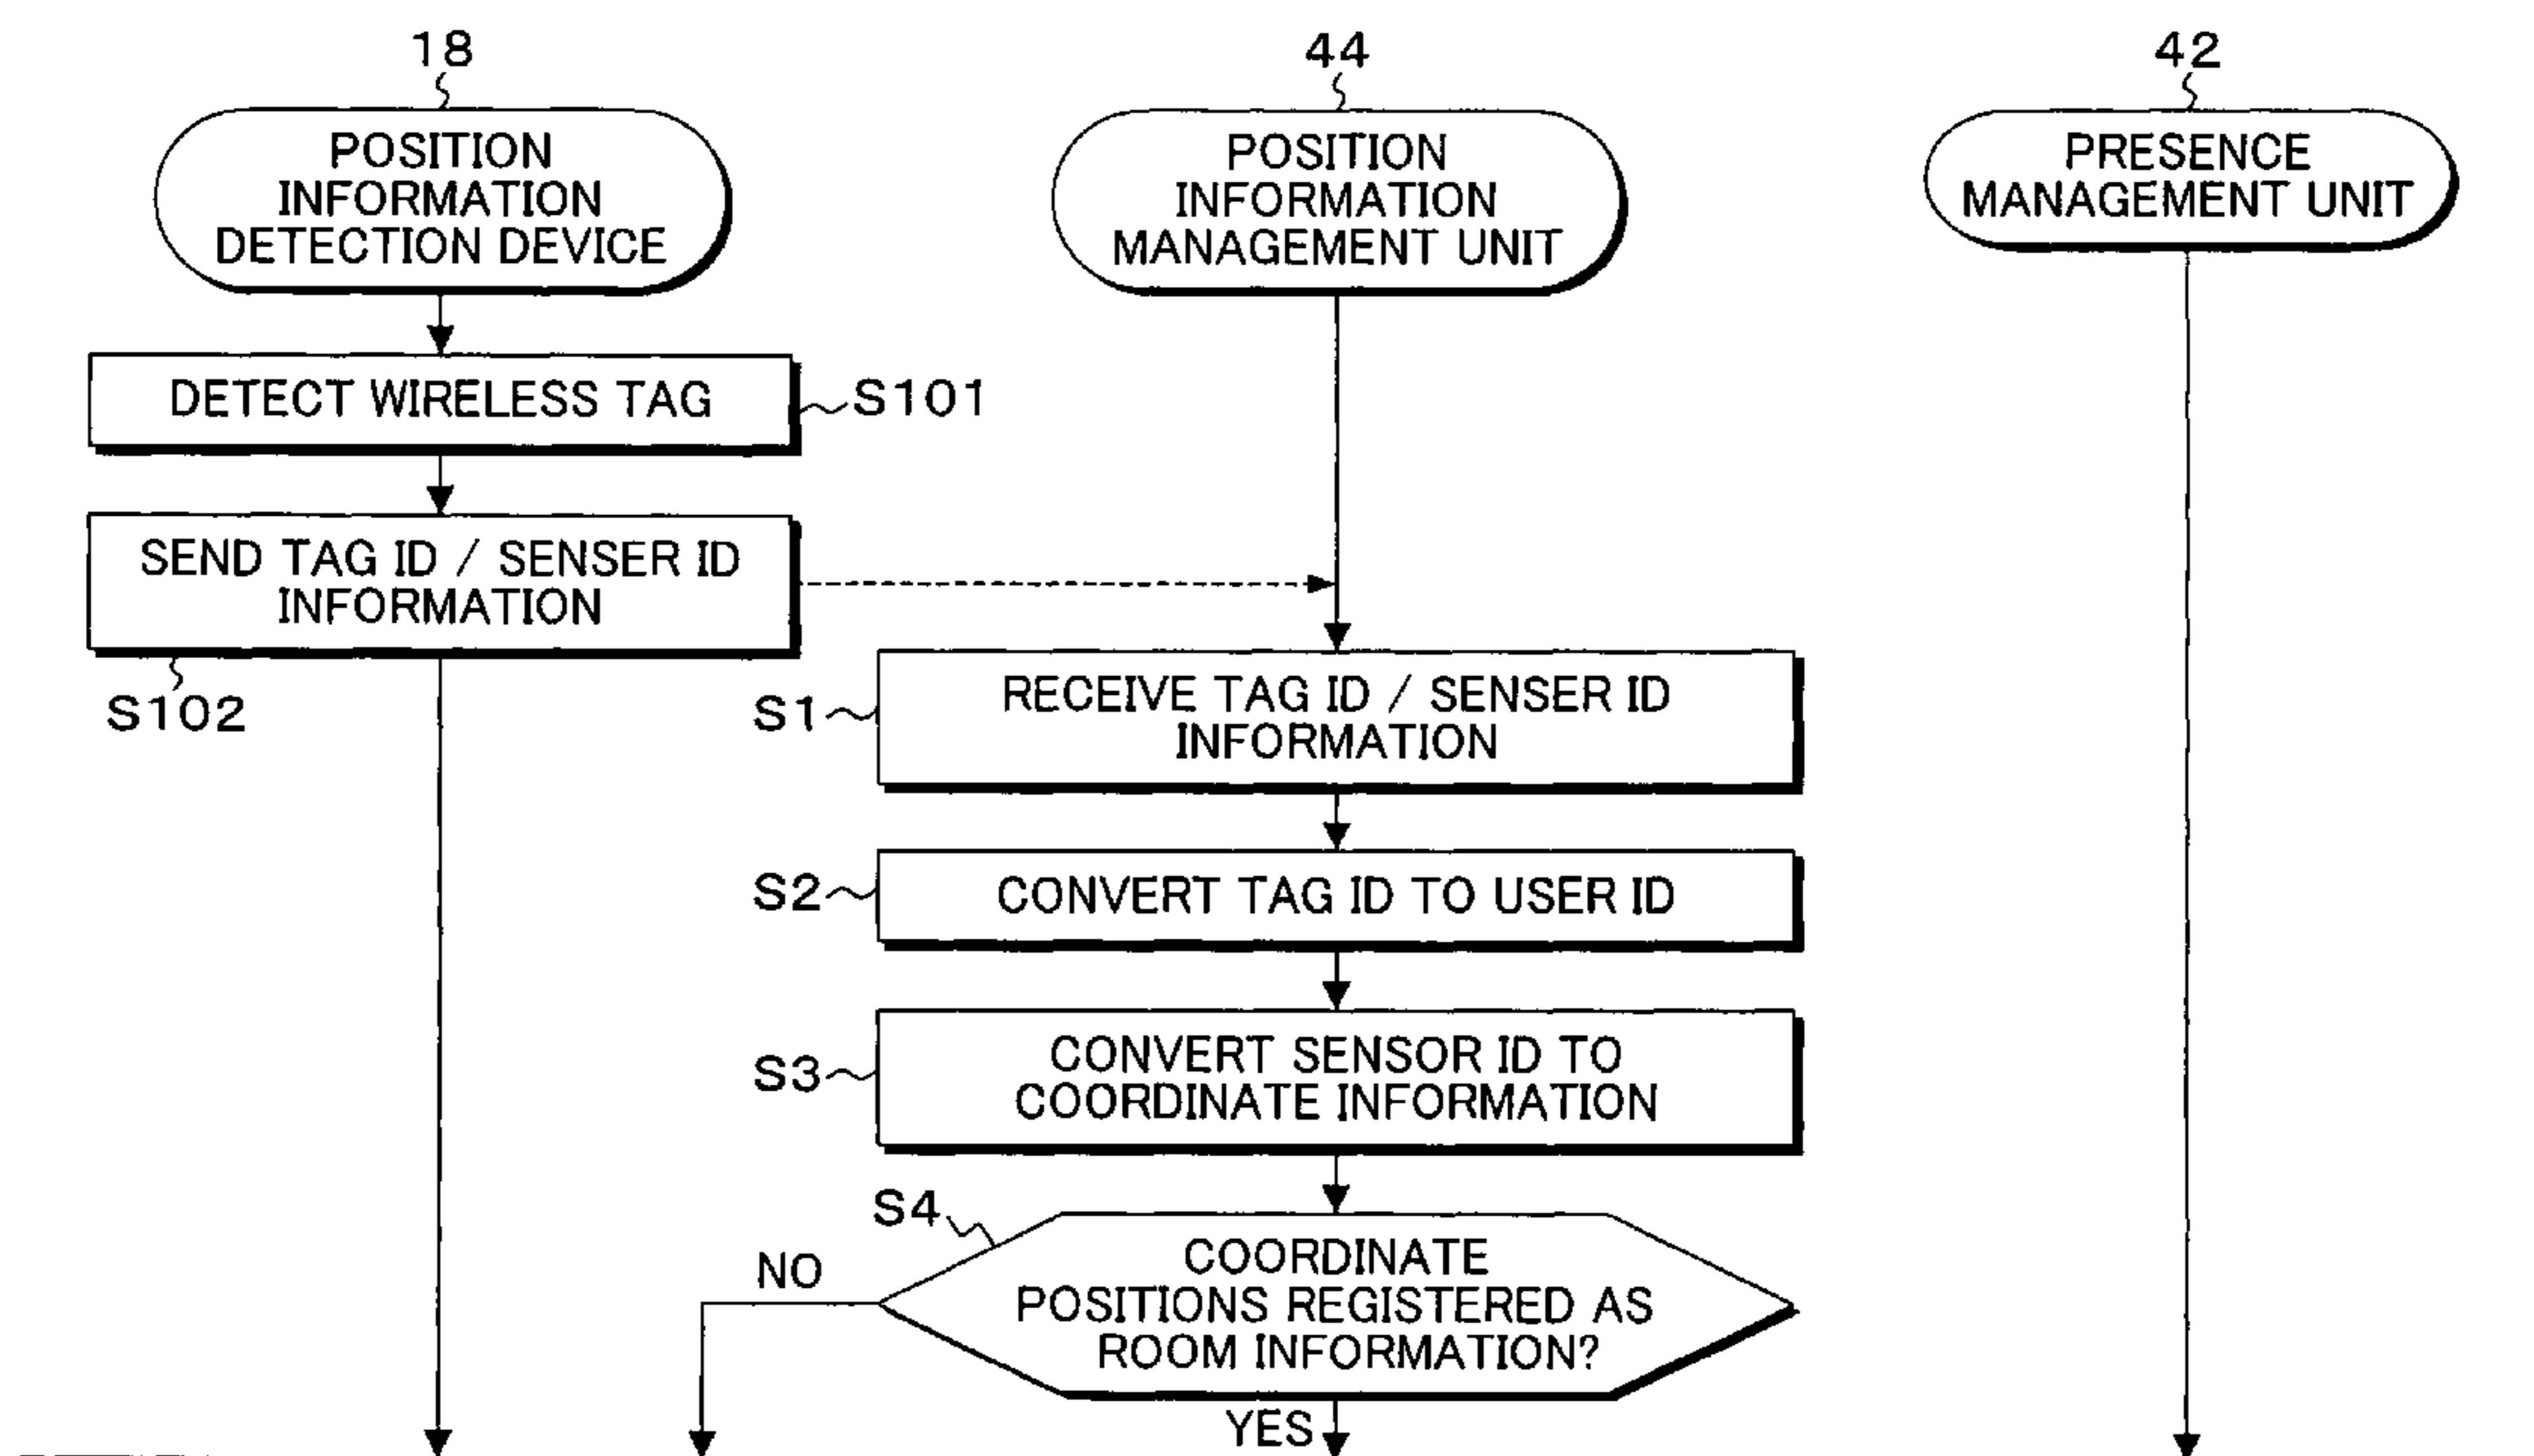 18
44
42
POSITION
INFORMATION
DETECTION DEVICE
POSITION
INFORMATION
MANAGEMENT UNIT
PRESENCE
MANAGEMENT UNIT
DETECT WIRELESS TAG
S101
SEND TAG ID / SENSER ID
INFORMATION
S102
S1
RECEIVE TAG ID / SENSER ID
INFORMATION
S2
CONVERT TAG ID TO USER ID
S3
CONVERT SENSOR ID TO
COORDINATE INFORMATION
S4
COORDINATE
POSITIONS REGISTERED AS
ROOM INFORMATION?
NO
YES